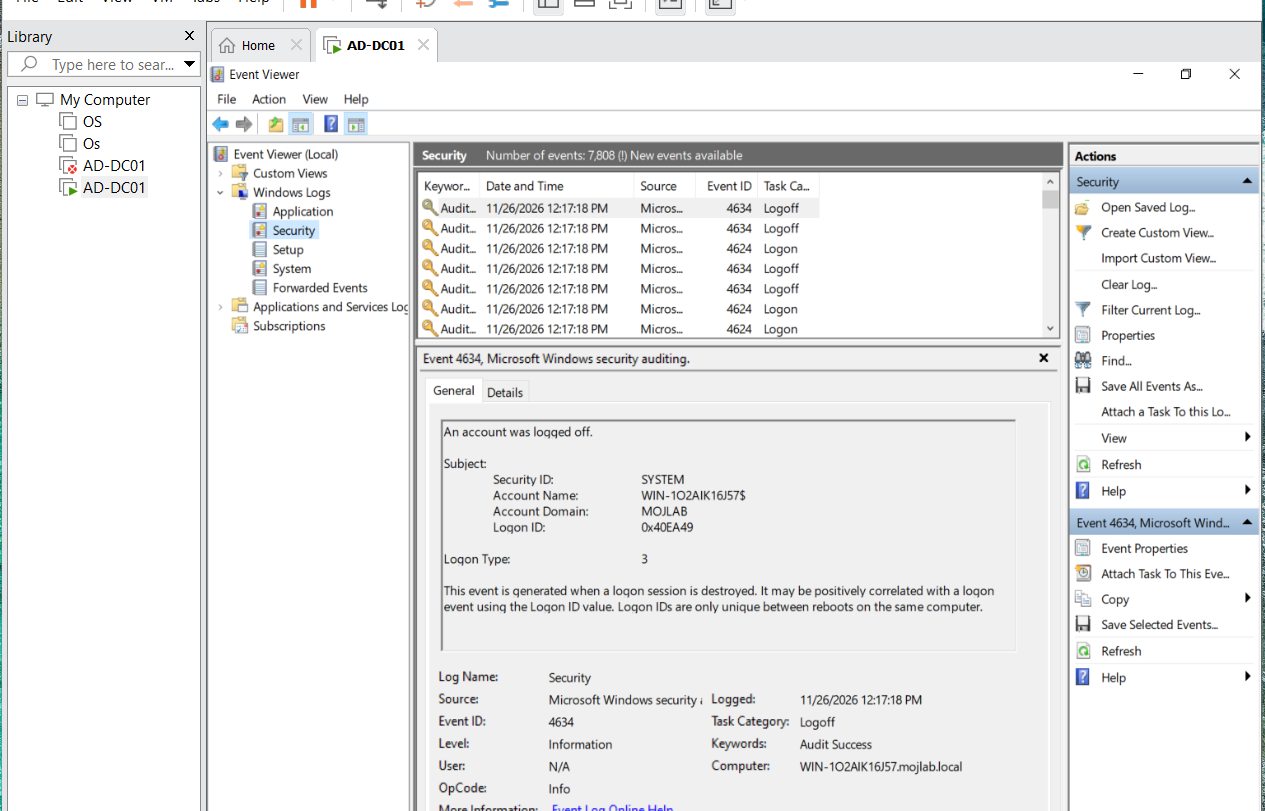 File Edit View VM Tabs Help
Library
Type here to sear...
My Computer
OS
Os
AD-DC01
AD-DC01
Home
AD-DC01
Event Viewer
File Action View Help
Event Viewer (Local)
Custom Views
Windows Logs
Application
Security
Setup
System
Forwarded Events
Applications and Services Log
Subscriptions
Security Number of events: 7,808 (!) New events available
Keywor... Date and Time Source Event ID Task Ca...
Audit... 11/26/2026 12:17:18 PM Micros... 4634 Logoff
Audit... 11/26/2026 12:17:18 PM Micros... 4634 Logoff
Audit... 11/26/2026 12:17:18 PM Micros... 4624 Logon
Audit... 11/26/2026 12:17:18 PM Micros... 4634 Logoff
Audit... 11/26/2026 12:17:18 PM Micros... 4634 Logoff
Audit... 11/26/2026 12:17:18 PM Micros... 4624 Logon
Audit... 11/26/2026 12:17:18 PM Micros... 4624 Logon
Event 4634, Microsoft Windows security auditing.
General Details
An account was logged off.
Subject:
Security ID: SYSTEM
Account Name: WIN-1O2AIK16J57$
Account Domain: MOJLAB
Logon ID: 0x40EA49
Logon Type: 3
This event is generated when a logon session is destroyed. It may be positively correlated with a logon
event using the Logon ID value. Logon IDs are only unique between reboots on the same computer.
Log Name: Security
Source: Microsoft Windows security Logged: 11/26/2026 12:17:18 PM
Event ID: 4634 Task Category: Logoff
Level: Information Keywords: Audit Success
User: N/A Computer: WIN-1O2AIK16J57.mojlab.local
OpCode: Info
More Information: Event Log Online Help
Actions
Security
Open Saved Log...
Create Custom View...
Import Custom View...
Clear Log...
Filter Current Log...
Properties
Find...
Save All Events As...
Attach a Task To this Lo...
View
Refresh
Help
Event 4634, Microsoft Wind...
Event Properties
Attach Task To This Eve...
Copy
Save Selected Events...
Refresh
Help